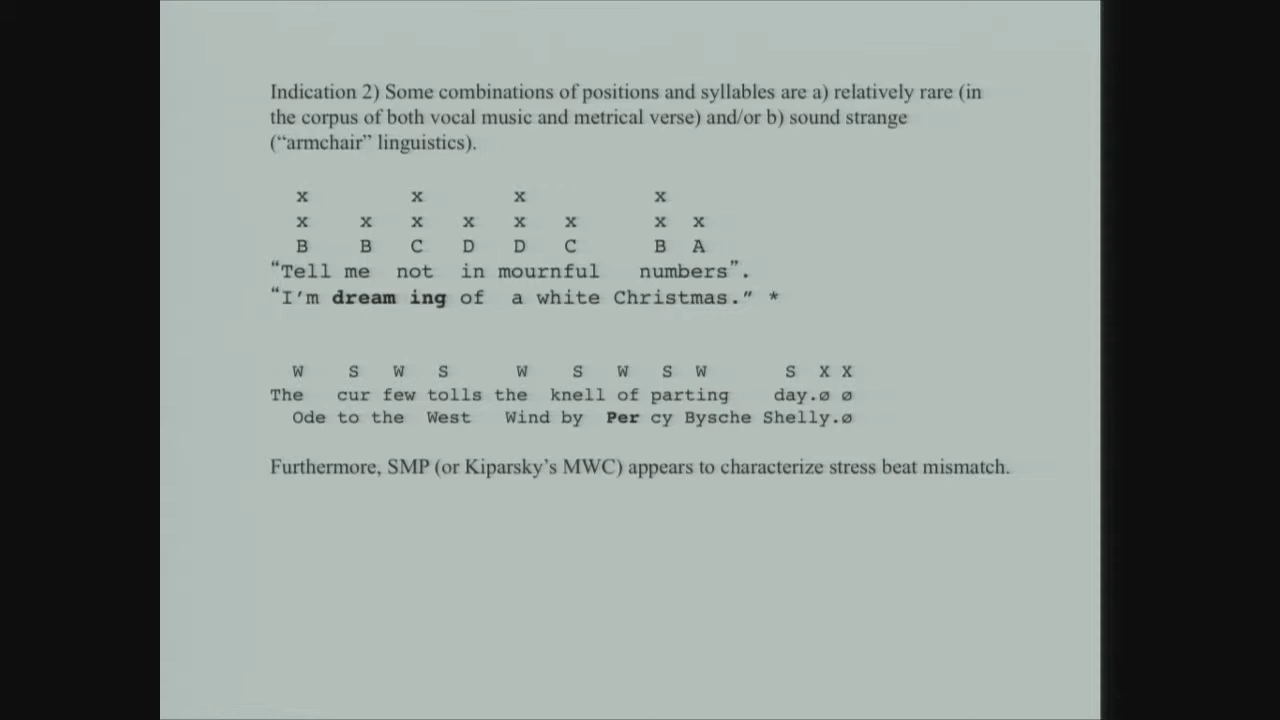 Indication 2) Some combinations of positions and syllables are a) relatively rare (in
the corpus of both vocal music and metrical verse) and/or b) sound strange
(“armchair” linguistics).
x x x x
x x x x x x x x
B B C D D C B A
“Tell me not in mournful numbers”.
“I’m dream ing of a white Christmas.” *
W S W S W S W S W S X X
The cur few tolls the knell of parting day.ø ø
Ode to the West Wind by Per cy Bysche Shelly.ø
Furthermore, SMP (or Kiparsky’s MWC) appears to characterize stress beat mismatch.